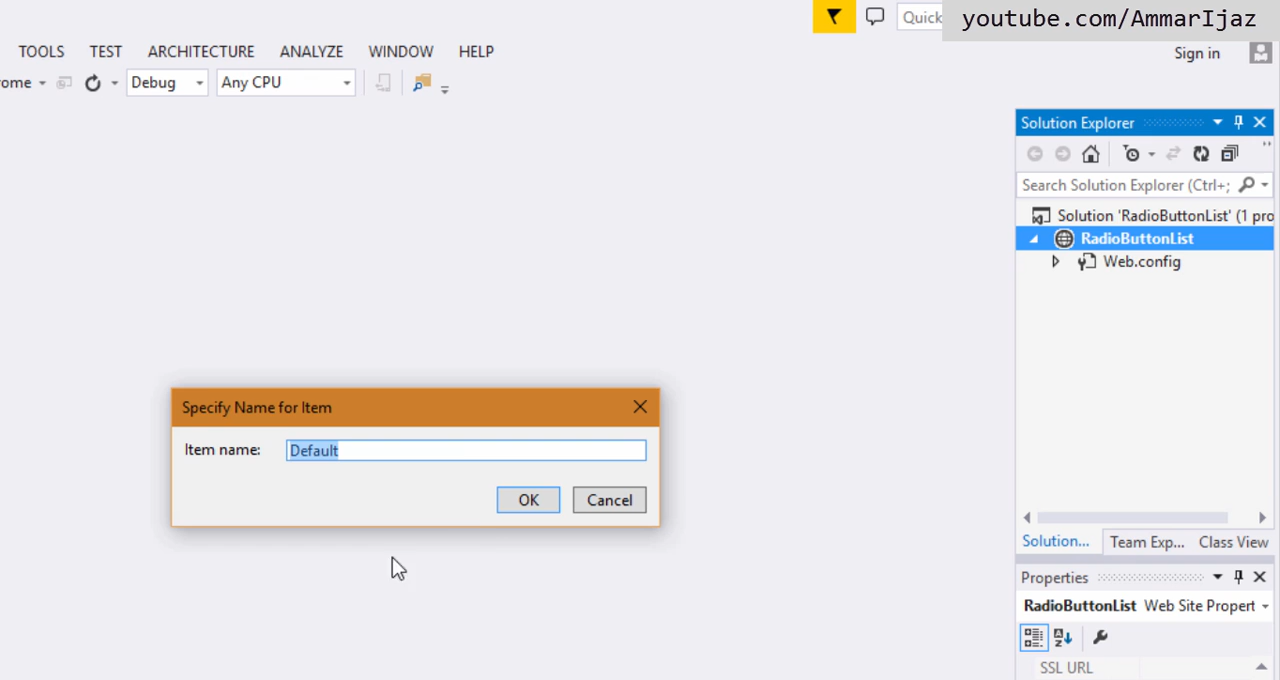 Quick
youtube.com/AmmarIjaz
TOOLS TEST ARCHITECTURE ANALYZE WINDOW HELP
Sign in
ome Debug Any CPU
Solution Explorer
Search Solution Explorer (Ctrl+;
Solution 'RadioButtonList' (1 pro
RadioButtonList
Web.config
Specify Name for Item
Item name: Default
OK Cancel
Solution... Team Exp... Class View
Properties
RadioButtonList Web Site Propert
SSL URL